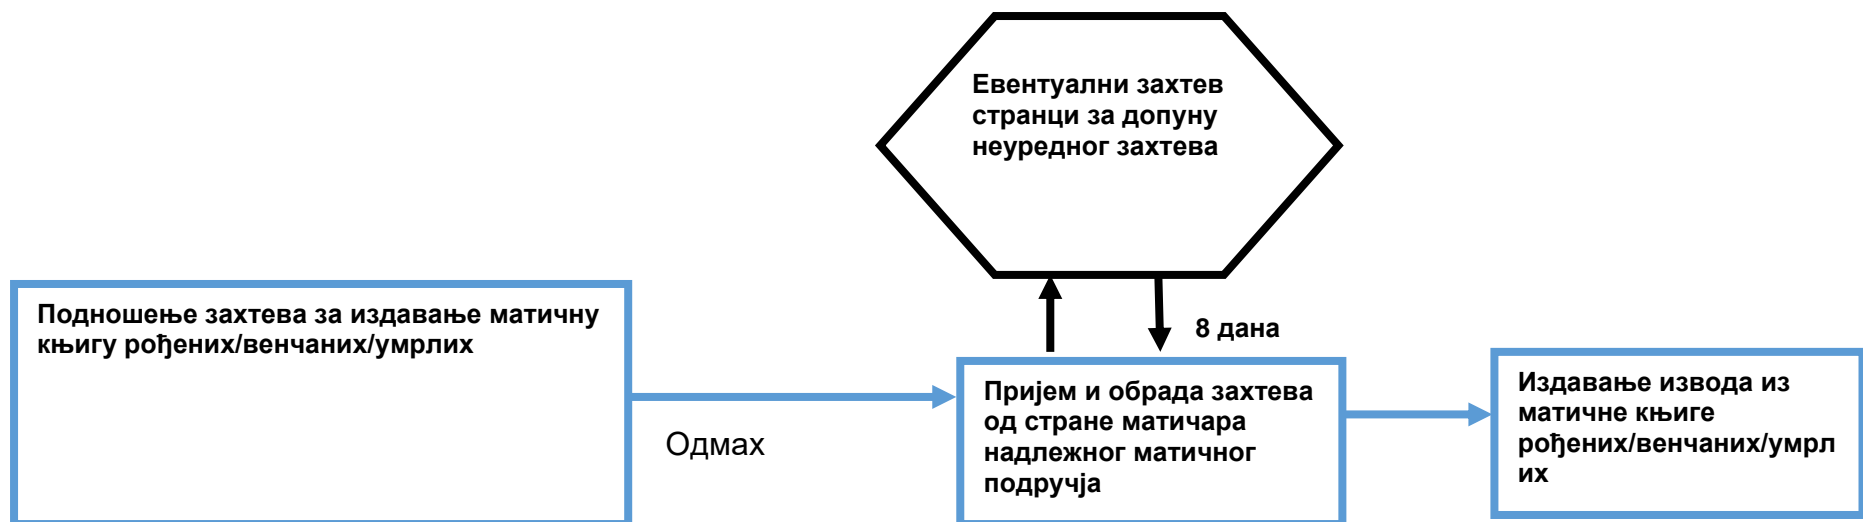 Евентуални захтев
странци за допуну
неуредног захтева
Подношење захтева за издавање матичну
књигу рођених/венчаних/умрлих
8 дана
Одмах
Пријем и обрада захтева
од стране матичара
надлежног матичног
подручја
Издавање извода из
матичне књиге
рођених/венчаних/умрл
их